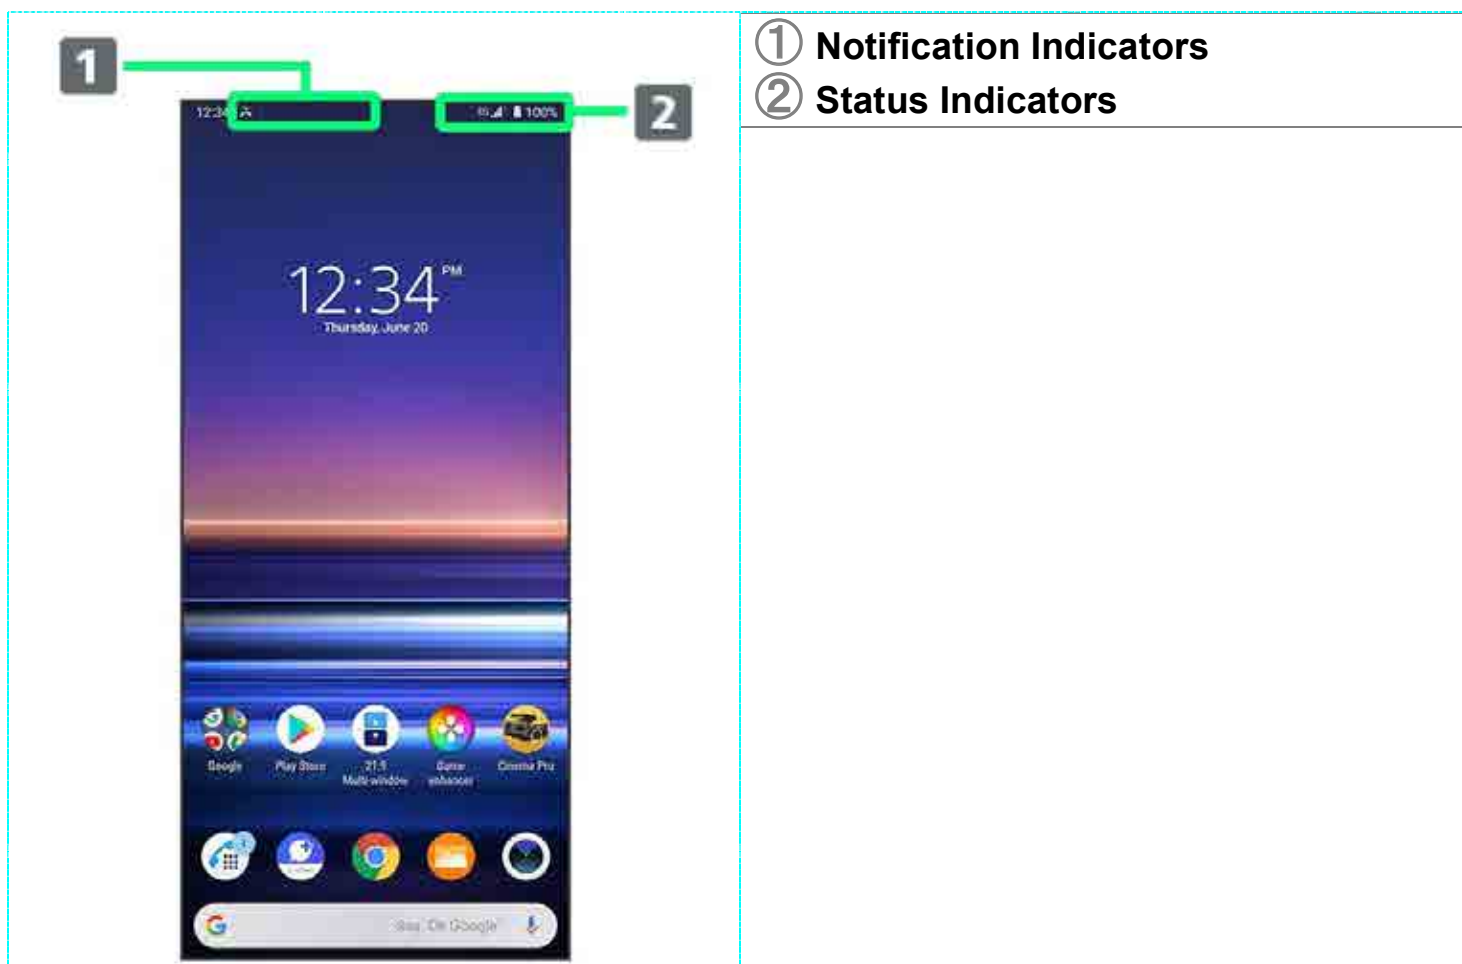 1
2
12:34
100%
12:34 PM
Thursday, June 20
Google
Play Store
21:9
Multi-window
Game
enhancer
Cinema Pro
G
Google
① Notification Indicators
② Status Indicators